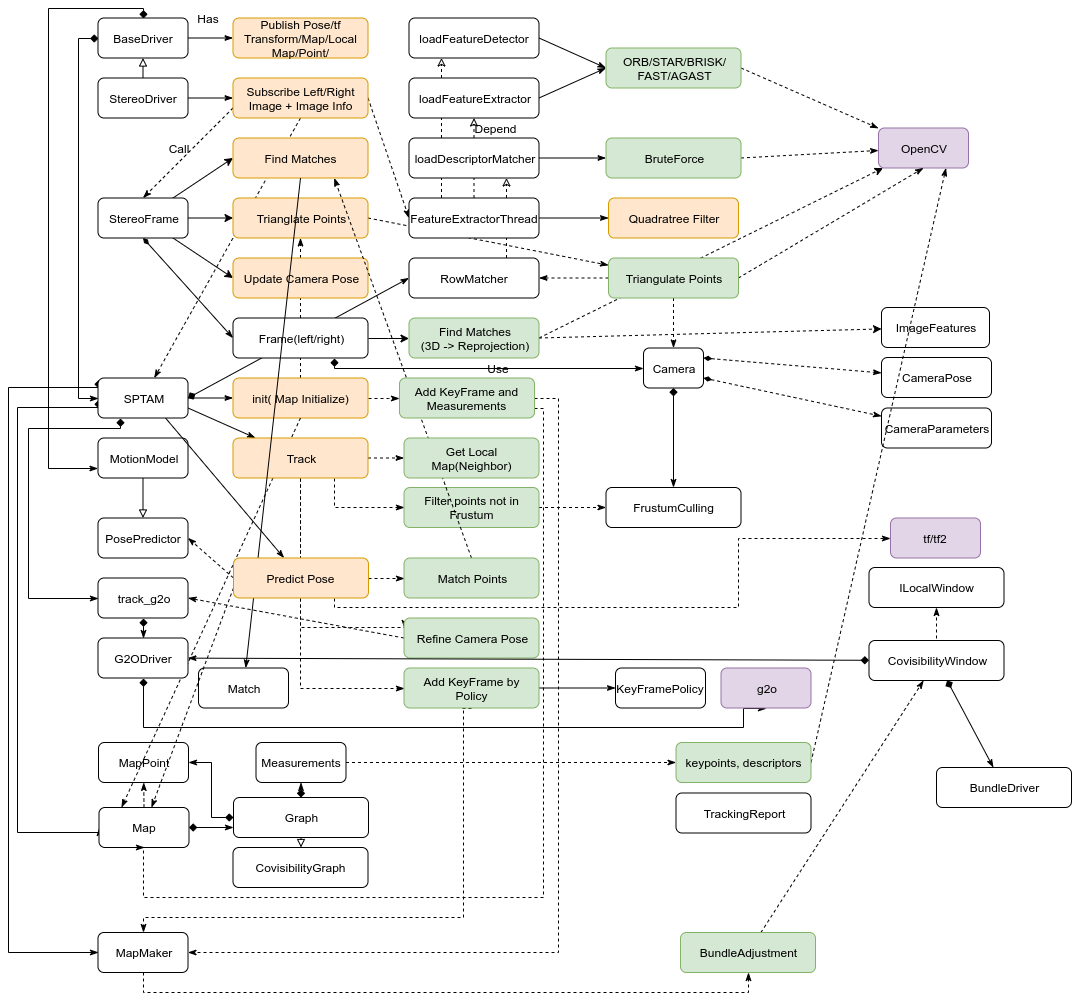 Has
BaseDriver
Publish Pose/tf
Transform/Map/Local
Map/Point/
loadFeatureDetector
ORB/STAR/BRISK/
FAST/AGAST
StereoDriver
Subscribe Left/Right
Image + Image Info
loadFeatureExtractor
Depend
Call
OpenCV
Find Matches
loadDescriptorMatcher
BruteForce
StereoFrame
Trianglate Points
FeatureExtractorThread
Quadratree Filter
Update Camera Pose
RowMatcher
Triangulate Points
Frame(left/right)
Find Matches
(3D -> Reprojection)
ImageFeatures
Use
Camera
CameraPose
SPTAM
init( Map Initialize)
Add KeyFrame and
Measurements
CameraParameters
MotionModel
Track
Get Local
Map(Neighbor)
Filter points not in
Frustum
FrustumCulling
PosePredictor
tf/tf2
Predict Pose
Match Points
ILocalWindow
track_g2o
Refine Camera Pose
G2ODriver
CovisibilityWindow
Match
Add KeyFrame by
Policy
KeyFramePolicy
g2o
MapPoint
Measurements
keypoints, descriptors
BundleDriver
TrackingReport
Graph
Map
CovisibilityGraph
MapMaker
BundleAdjustment